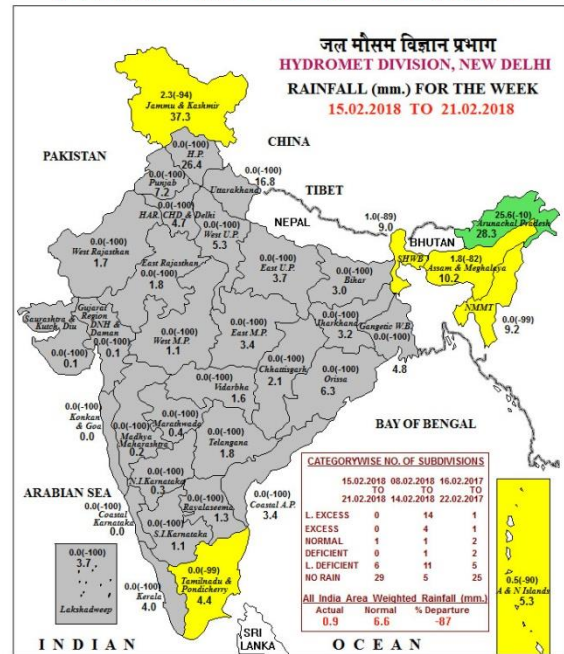 जल मौसम विज्ञान प्रभाग
HYDROMET DIVISION, NEW DELHI
RAINFALL (mm.) FOR THE WEEK
15.02.2018 TO 21.02.2018
2.3(-94)
Jammu & Kashmir
37.3
CHINA
PAKISTAN
0.0(-100)
H.P.
26.4
0.0(-100)
Punjab
7.2
0.0(-100)
Uttarakhand
16.8
TIBET
0.0(-100)
HAR. CHD & Delhi
4.7
NEPAL
0.0(-100)
West U.P.
5.3
1.0(-89)
SHWB
9.0
BHUTAN
25.6(-10)
Arunachal Pradesh
28.3
0.0(-100)
West Rajasthan
1.7
0.0(-100)
East Rajasthan
1.8
0.0(-100)
East U.P.
3.7
0.0(-100)
Bihar
3.0
1.8(-82)
Assam & Meghalaya
10.2
NMMT
0.0(-99)
9.2
0.0(-100)
Saurashtra &
Kutch, Diu
0.0(-100)
0.1
0.0(-100)
Gujarat
Region
DNH &
Daman
0.0(-100)
0.1
0.0(-100)
West M.P.
1.1
0.0(-100)
East M.P.
3.4
0.0(-100)
Jharkhand
3.2
Gangetic W.B.
0.0(-100)
4.8
0.0(-100)
Chhattisgarh
2.1
0.0(-100)
Orissa
6.3
0.0(-100)
Vidarbha
1.6
0.0(-100)
Konkan
& Goa
0.0
0.0(-100)
Madhya
Maharashtra
0.2
0.0(-100)
Marathwada
0.4
0.0(-100)
Telangana
1.8
BAY OF BENGAL
ARABIAN SEA
0.0(-100)
N.I.Karnataka
0.3
0.0(-100)
Rayalaseema
1.3
0.0(-100)
Coastal A.P.
3.4
0.0(-100)
Coastal
Karnataka
0.0
0.0(-100)
S.I.Karnataka
1.1
0.0(-100)
3.7
Lakshadweep
0.0(-100)
Kerala
4.0
0.0(-99)
Tamilnadu &
Pondicherry
4.4
SRI
LANKA
0.5(-90)
A & N Islands
5.3
CATEGORYWISE NO. OF SUBDIVISIONS
15.02.2018 08.02.2018 16.02.2017
TO TO TO
21.02.2018 14.02.2018 22.02.2017
L. EXCESS 0 14 1
EXCESS 0 4 1
NORMAL 1 1 2
DEFICIENT 0 1 2
L. DEFICIENT 6 11 5
NO RAIN 29 5 25
All India Area Weighted Rainfall (mm.)
Actual Normal % Departure
0.9 6.6 -87
INDIAN OCEAN